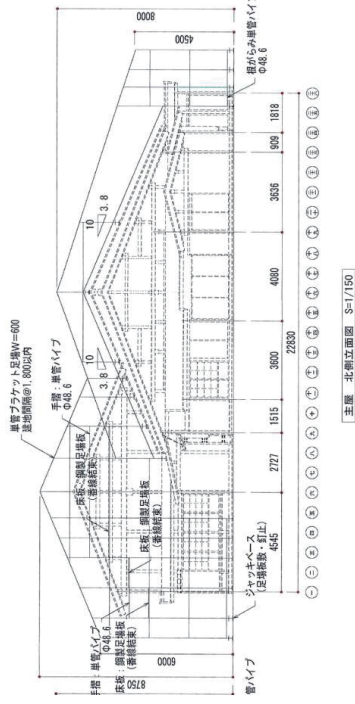 単管ブラケット足場W=600
建地間隔@1,800以内
手摺：単管パイプ
Φ48.6
床板：鋼製足場板
（番線結束）
床板：鋼製足場板
（番線結束）
手摺：単管パイプ
Φ48.6
床板：鋼製足場板
（番線結束）
10
3.8
10
3.8
8000
4500
6000
8750
管パイプ
ジャッキベース
（足場板敷・釘止）
根がらみ単管パイプ
Φ48.6
4545
2727
1515
3600
4080
3636
909
1818
22830
主屋 北側立面図 S=1/150